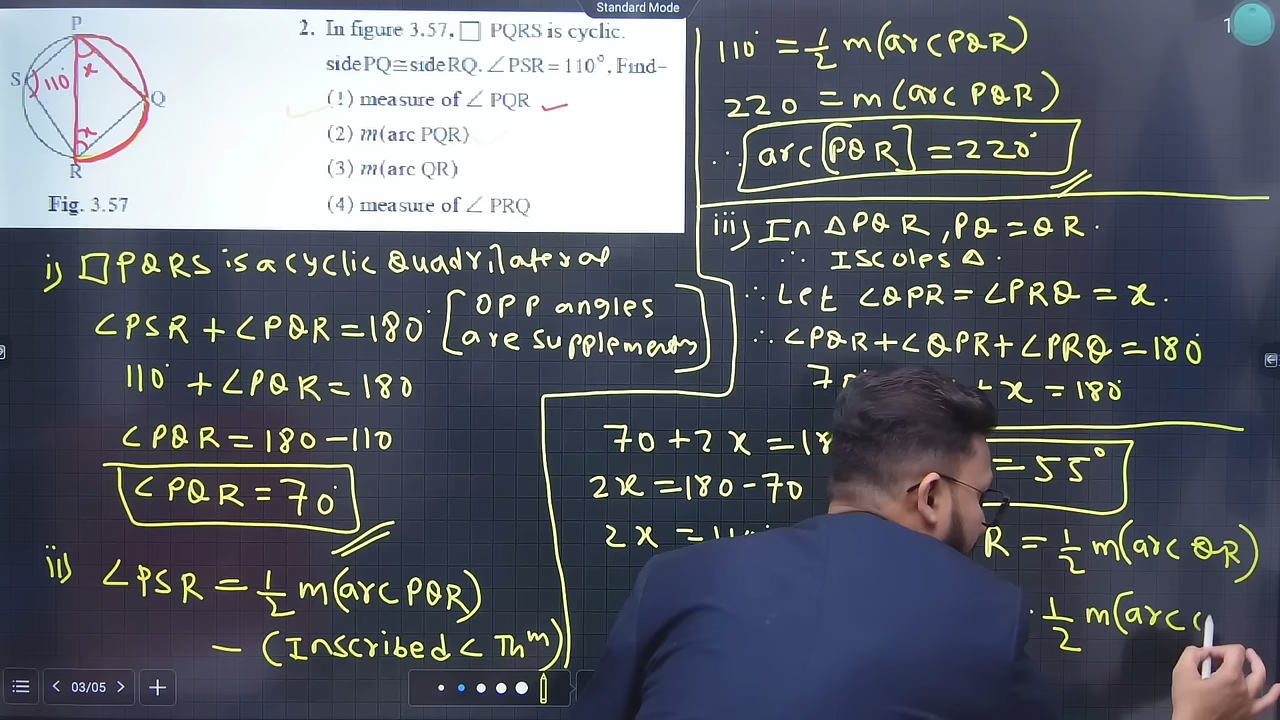 Standard Mode
P
S
110°
x
Q
x
R
Fig. 3.57
2. In figure 3.57, □ PQRS is cyclic.
side PQ ≅ side RQ. ∠PSR = 110°, Find–
(1) measure of ∠ PQR
(2) m(arc PQR)
(3) m(arc QR)
(4) measure of ∠ PRQ
i) □PQRS is a cyclic Quadrilateral
∠PSR + ∠PQR = 180° [opp angles are supplements]
110° + ∠PQR = 180
∠PQR = 180 – 110
∠PQR = 70°
ii) ∠PSR = 1/2 m(arc PQR)
– (Inscribed ∠ Thm)
110° = 1/2 m(arc PQR)
220 = m(arc PQR)
∴ arc[PQR] = 220°
iii) In △PQR, PQ = QR.
∴ Iscoles △.
∴ Let ∠QPR = ∠PRQ = x.
∴ ∠PQR + ∠QPR + ∠PRQ = 180°
+ x = 180°
70 + 2x =
2x = 180 - 70
2x =
= 55°
R = 1/2 m(arc QR)
1/2 m(arc
03/05
1